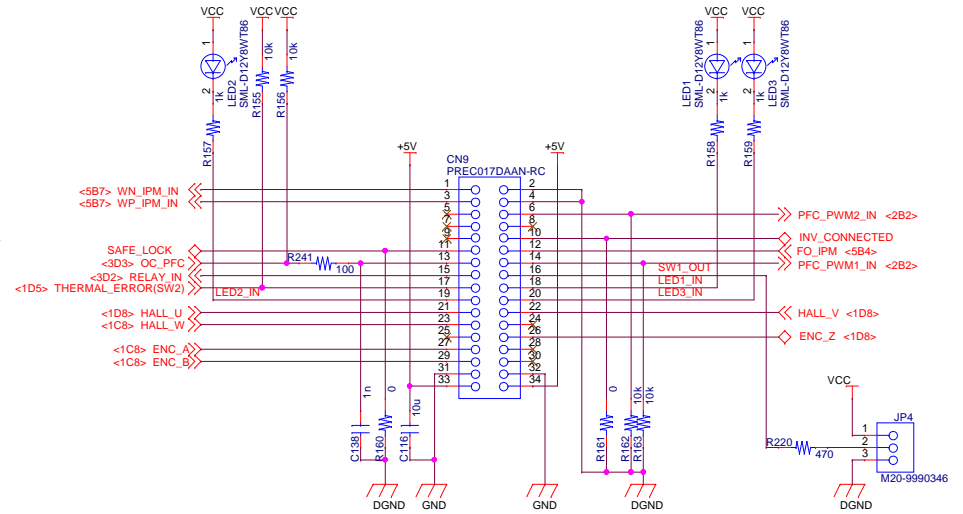 VCC
VCC VCC
VCC VCC
1
2
LED2
SML-D12Y8WT86
1k
R157
10k
R155
10k
R156
1
2
LED1
SML-D12Y8WT86
1k
R158
1
2
LED3
SML-D12Y8WT86
1k
R159
+5V
+5V
CN9
PREC017DAAN-RC
<5B7> WN_IPM_IN
<5B7> WP_IPM_IN
SAFE_LOCK
<3D3> OC_PFC
R241
100
<3D2> RELAY_IN
<1D5> THERMAL_ERROR(SW2)
LED2_IN
<1D8> HALL_U
<1C8> HALL_W
<1C8> ENC_A
<1C8> ENC_B
1 2
3 4
5 6
7 8
9 10
11 12
13 14
15 16
17 18
19 20
21 22
23 24
25 26
27 28
29 30
31 32
33 34
PFC_PWM2_IN <2B2>
INV_CONNECTED
FO_IPM <5B4>
PFC_PWM1_IN <2B2>
SW1_OUT
LED1_IN
LED3_IN
HALL_V <1D8>
ENC_Z <1D8>
1n
C138
0
R160
10u
C116
0
R161
10k
R162
10k
R163
VCC
JP4
1
2
3
R220
470
M20-9990346
DGND
GND
GND
DGND
DGND